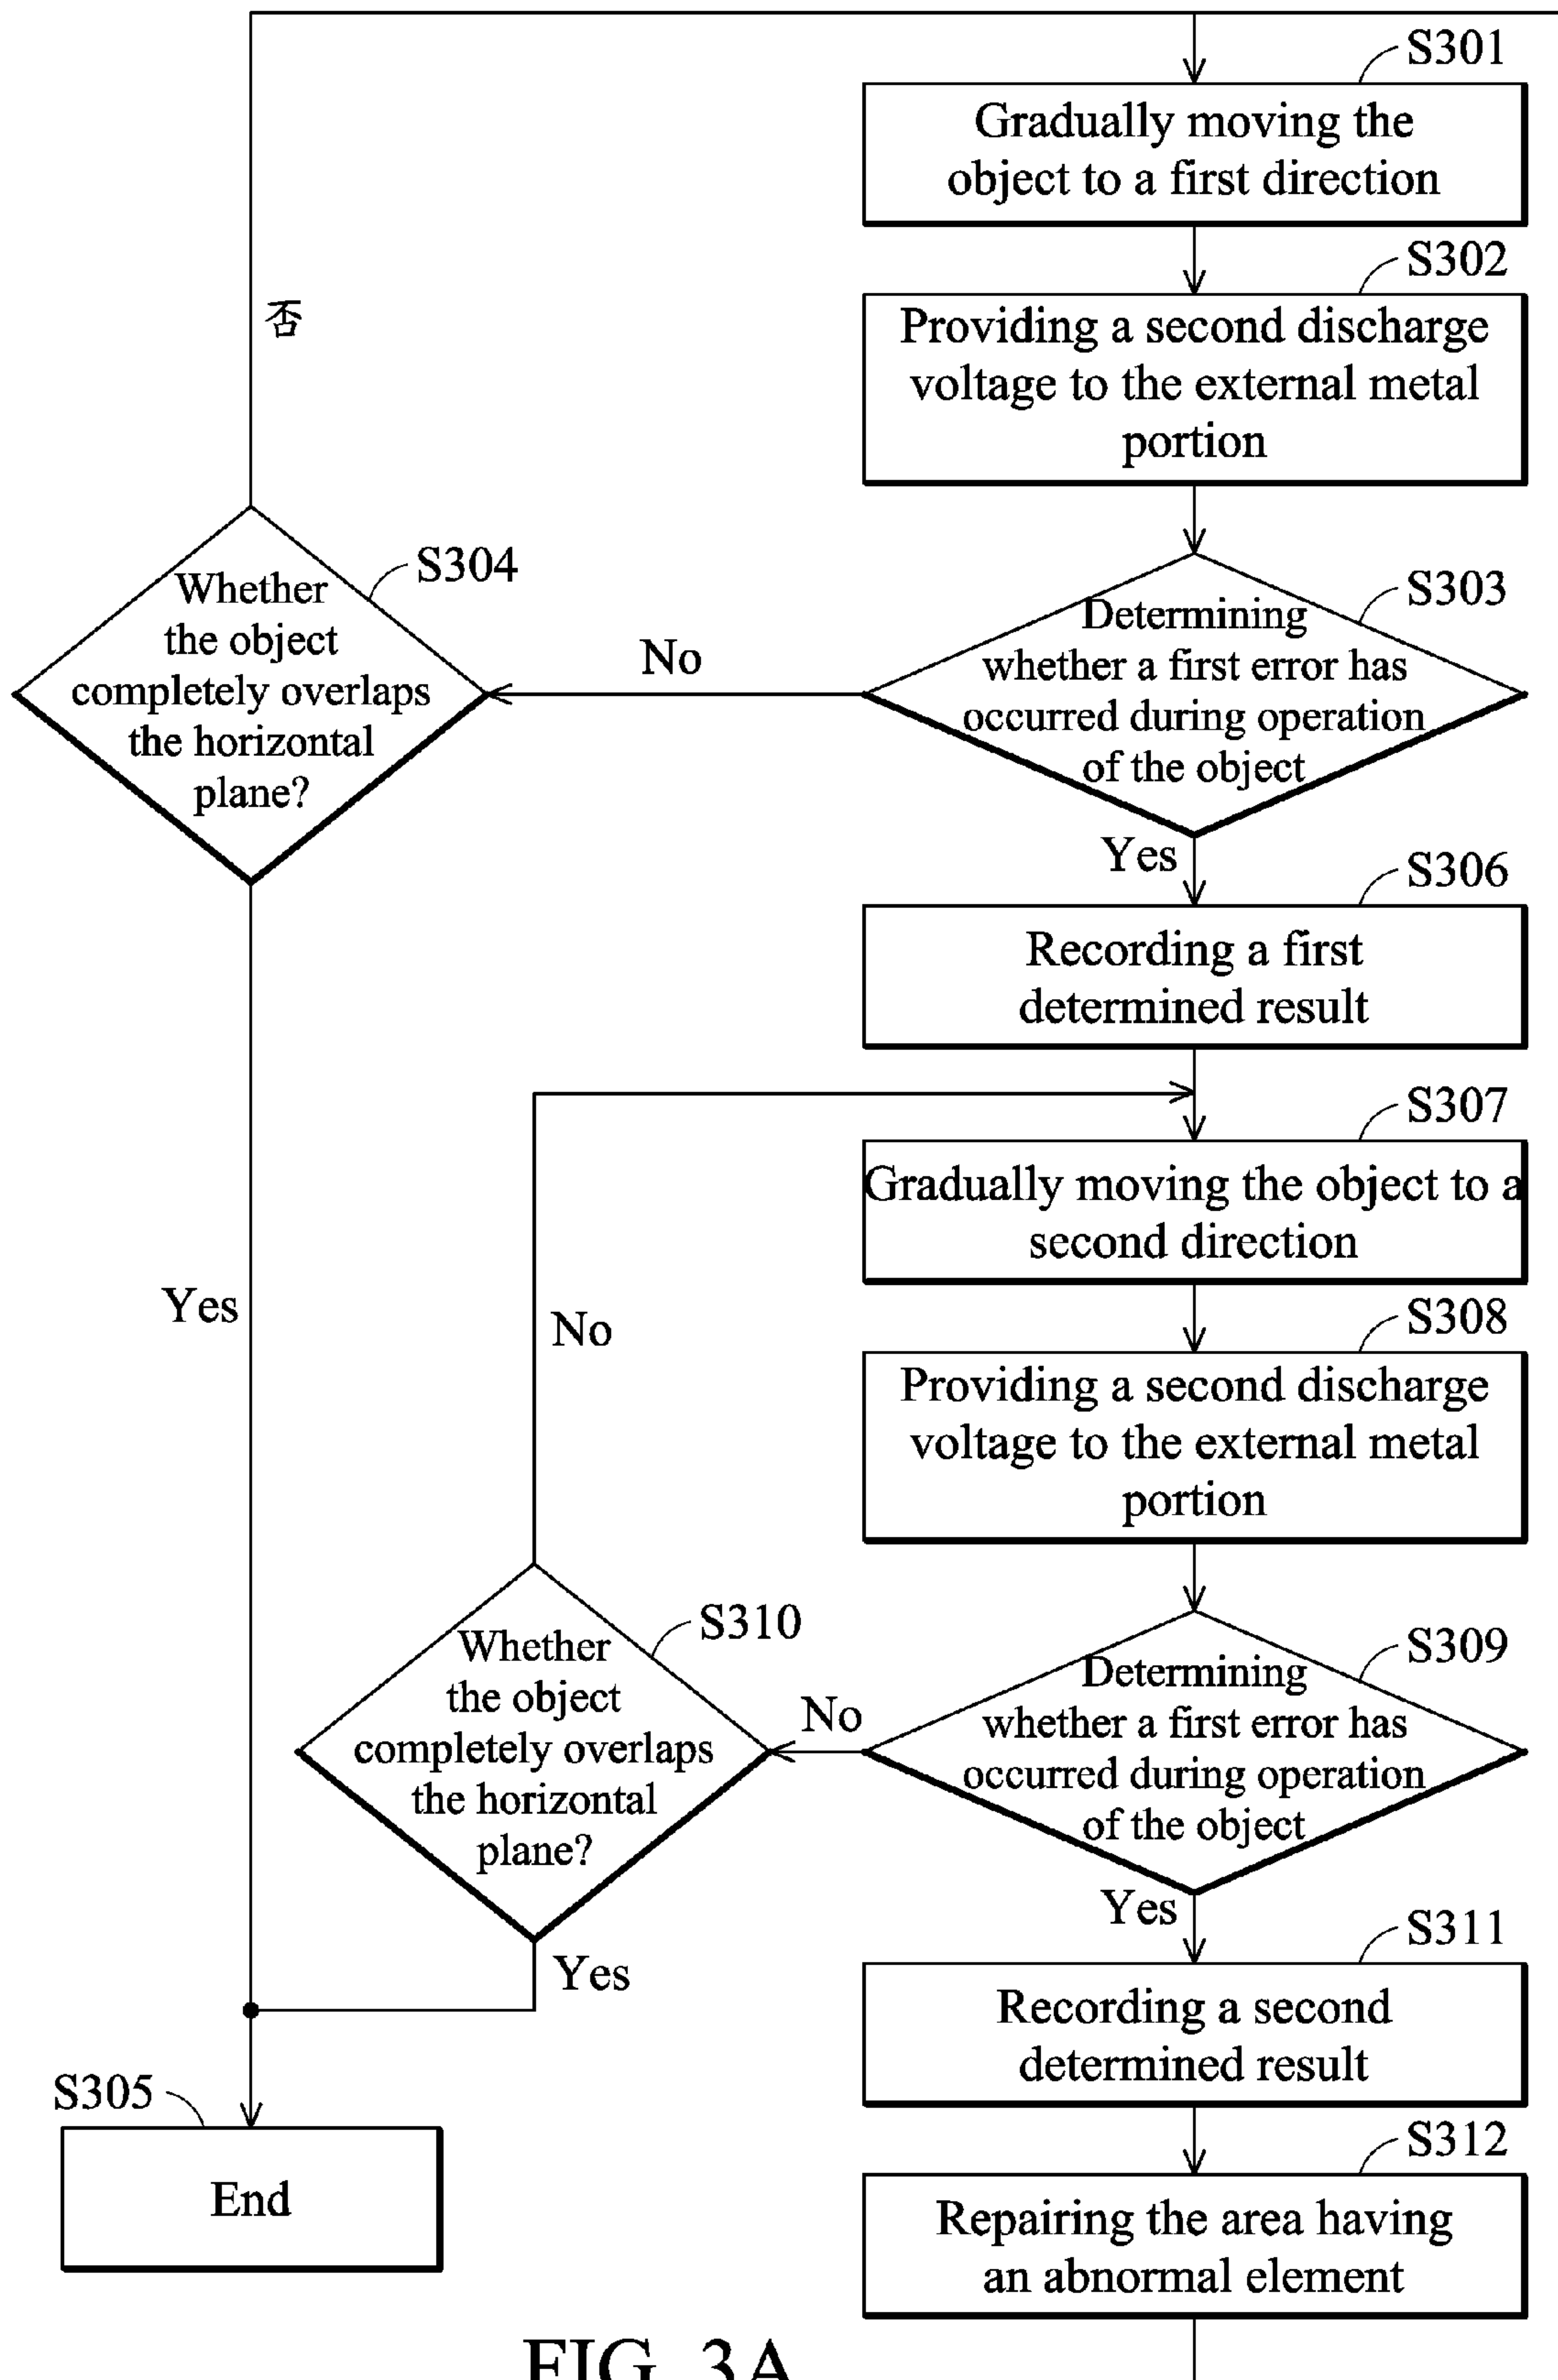 S301
Gradually moving the
object to a first direction
S302
Providing a second discharge
voltage to the external metal
portion
否
S304
Whether
the object
completely overlaps
the horizontal
plane?
No
S303
Determining
whether a first error has
occurred during operation
of the object
Yes
S306
Recording a first
determined result
S307
Gradually moving the object to a
second direction
Yes
No
S308
Providing a second discharge
voltage to the external metal
portion
S310
Whether
the object
completely overlaps
the horizontal
plane?
No
S309
Determining
whether a first error has
occurred during operation
of the object
Yes
Yes
S311
Recording a second
determined result
S305
End
S312
Repairing the area having
an abnormal element
FIG. 3A